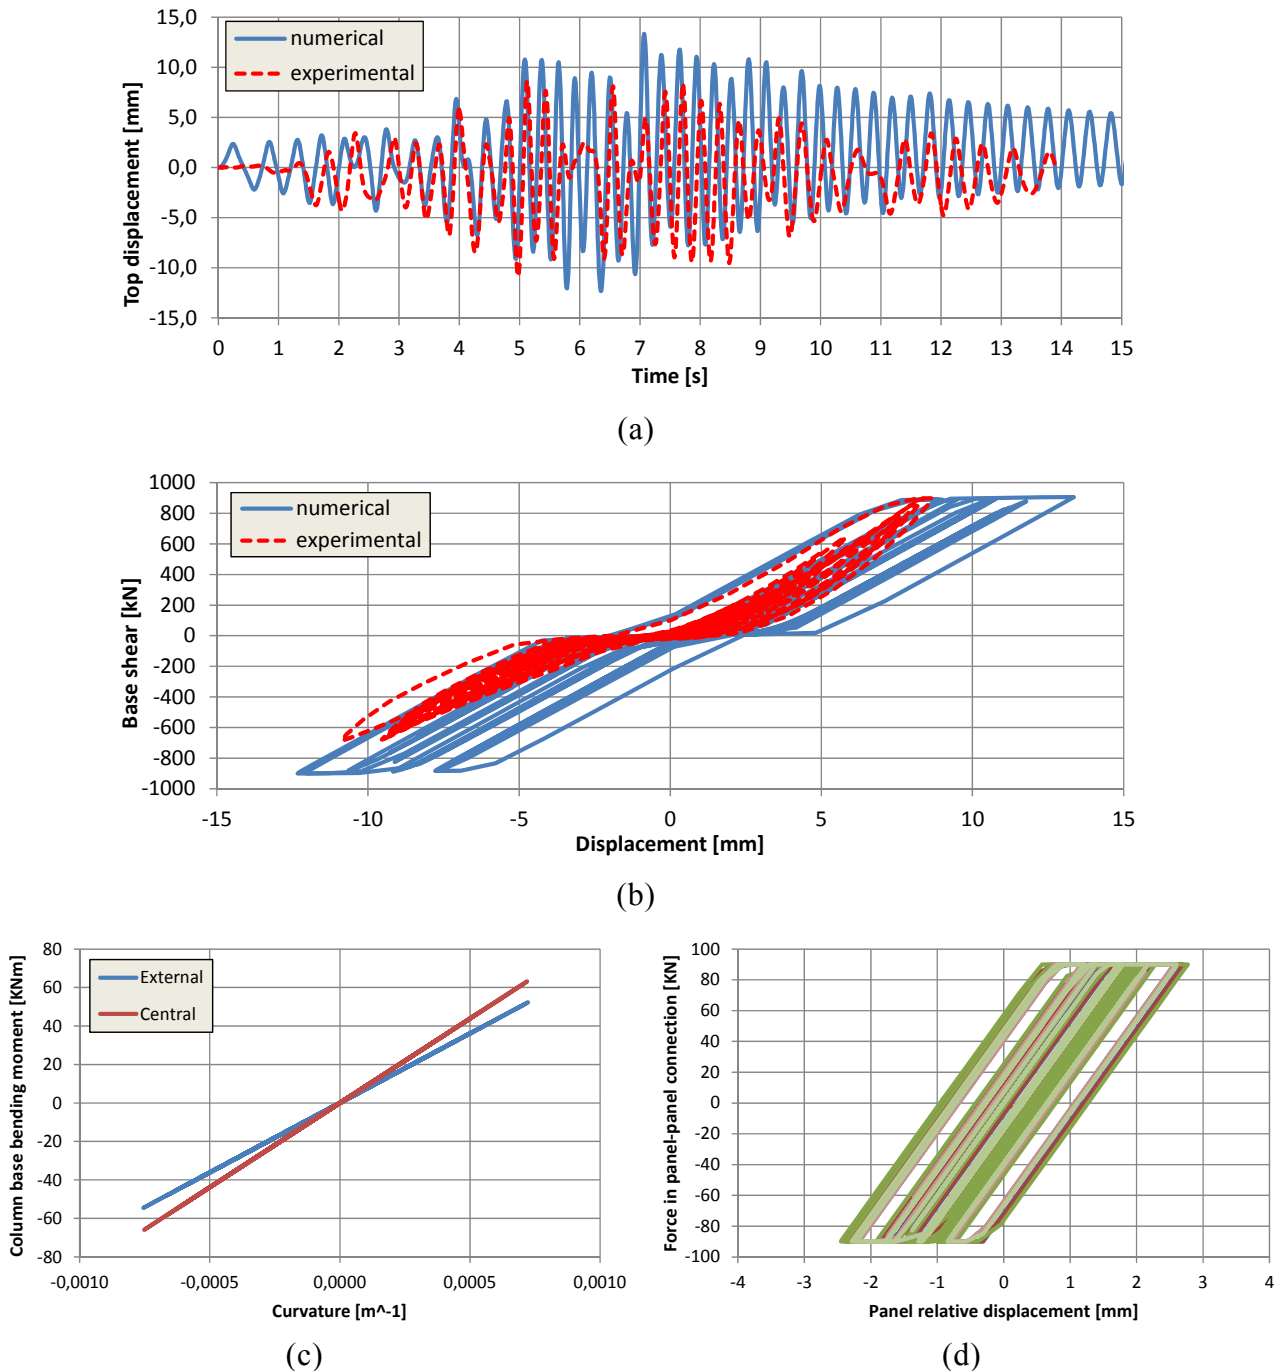 15,0
10,0
5,0
0,0
-5,0
-10,0
-15,0
Top displacement [mm]
numerical
experimental
0 1 2 3 4 5 6 7 8 9 10 11 12 13 14 15
Time [s]
(a)
1000
800
600
400
200
0
-200
-400
-600
-800
-1000
Base shear [kN]
numerical
experimental
-15 -10 -5 0 5 10 15
Displacement [mm]
(b)
80
60
40
20
0
-20
-40
-60
-80
Column base bending moment [KNm]
External
Central
-0,0010 -0,0005 0,0000 0,0005 0,0010
Curvature [m^-1]
(c)
100
80
60
40
20
0
-20
-40
-60
-80
-100
Force in panel-panel connection [KN]
-4 -3 -2 -1 0 1 2 3 4
Panel relative displacement [mm]
(d)